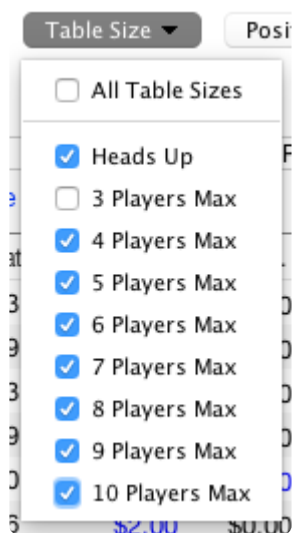 Table Size
All Table Sizes
Heads Up
3 Players Max
4 Players Max
5 Players Max
6 Players Max
7 Players Max
8 Players Max
9 Players Max
10 Players Max
$2.00